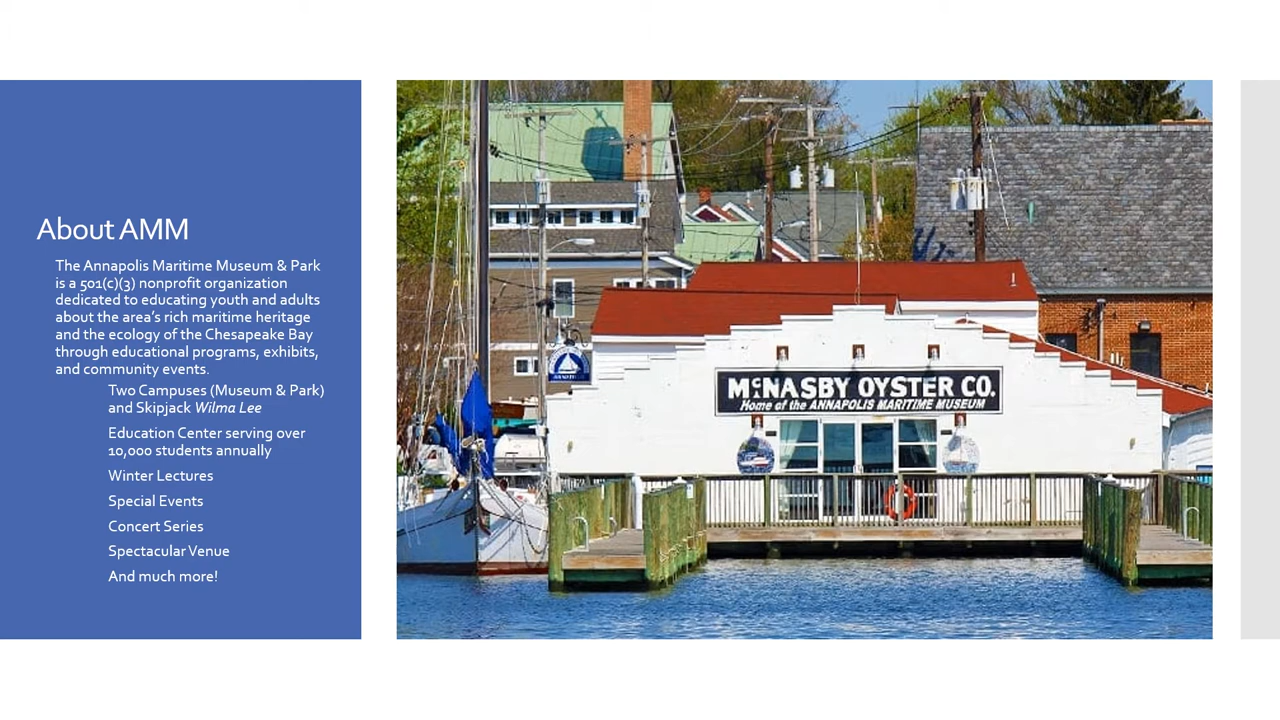 About AMM
The Annapolis Maritime Museum & Park
is a 501(c)(3) nonprofit organization
dedicated to educating youth and adults
about the area's rich maritime heritage
and the ecology of the Chesapeake Bay
through educational programs, exhibits,
and community events.
Two Campuses (Museum & Park)
and Skipjack Wilma Lee
Education Center serving over
10,000 students annually
Winter Lectures
Special Events
Concert Series
Spectacular Venue
And much more!
McNASBY OYSTER CO.
Home of the ANNAPOLIS MARITIME MUSEUM